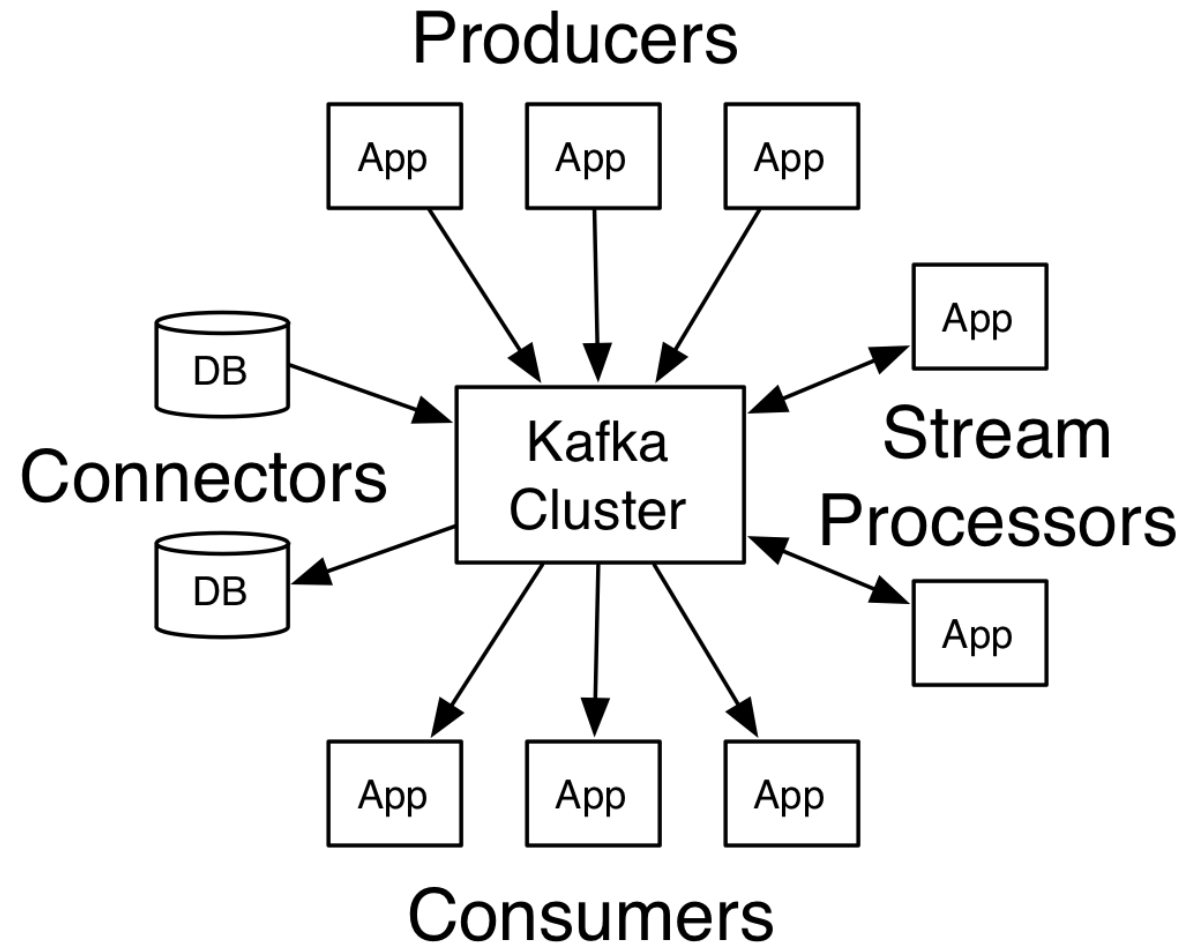 Producers
App
App
App
App
DB
Stream
Processors
Kafka
Cluster
Connectors
DB
App
App
App
App
Consumers